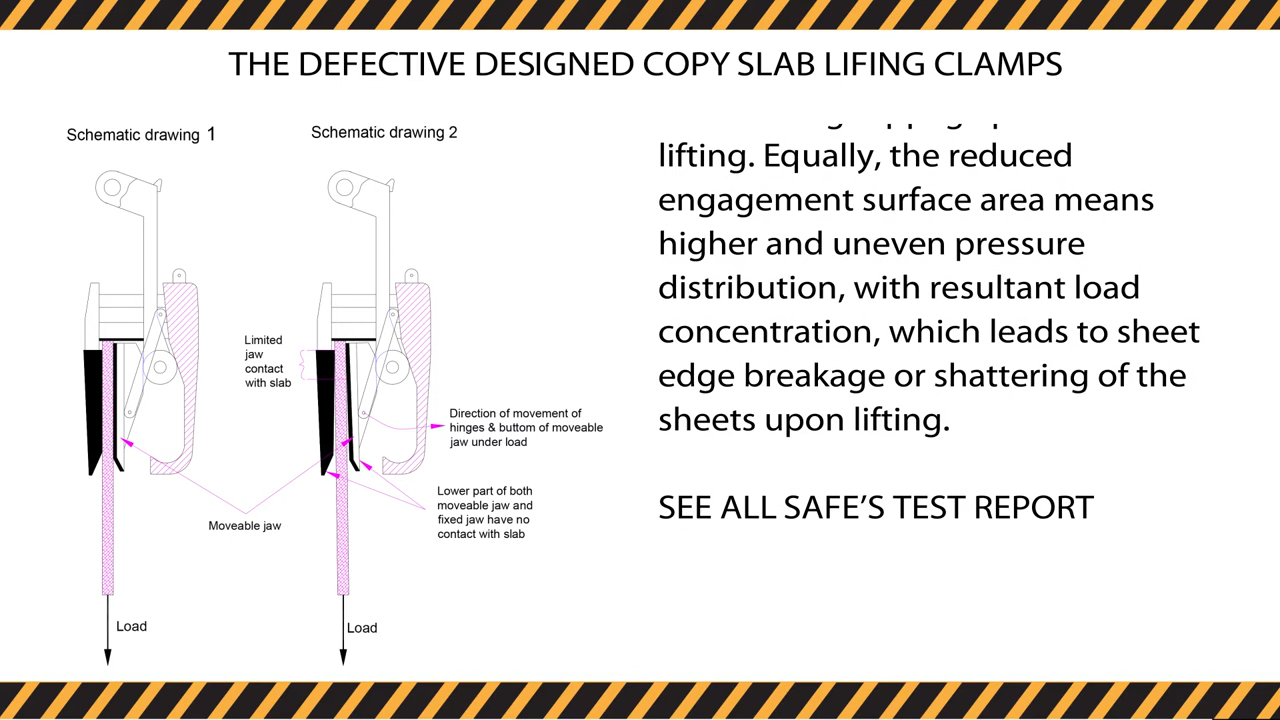 THE DEFECTIVE DESIGNED COPY SLAB LIFING CLAMPS
Schematic drawing 1
Schematic drawing 2
Limited
jaw
contact
with slab
Direction of movement of
hinges & buttom of moveable
jaw under load
Lower part of both
moveable jaw and
fixed jaw have no
contact with slab
Moveable jaw
Load
Load
lifting. Equally, the reduced
engagement surface area means
higher and uneven pressure
distribution, with resultant load
concentration, which leads to sheet
edge breakage or shattering of the
sheets upon lifting.
SEE ALL SAFE’S TEST REPORT